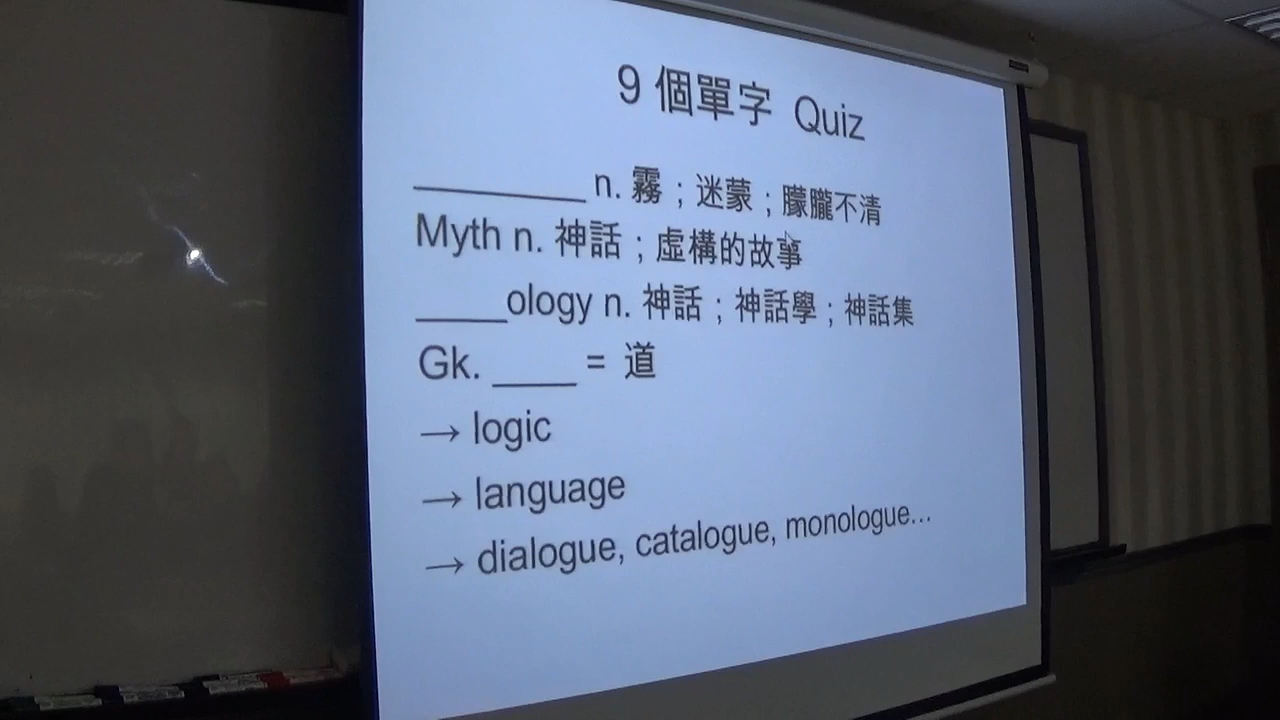 9 個單字 Quiz
________ n. 霧；迷蒙；朦朧不清
Myth n. 神話；虛構的故事
____ology n. 神話；神話學；神話集
Gk. ____ = 道
→ logic
→ language
→ dialogue, catalogue, monologue…